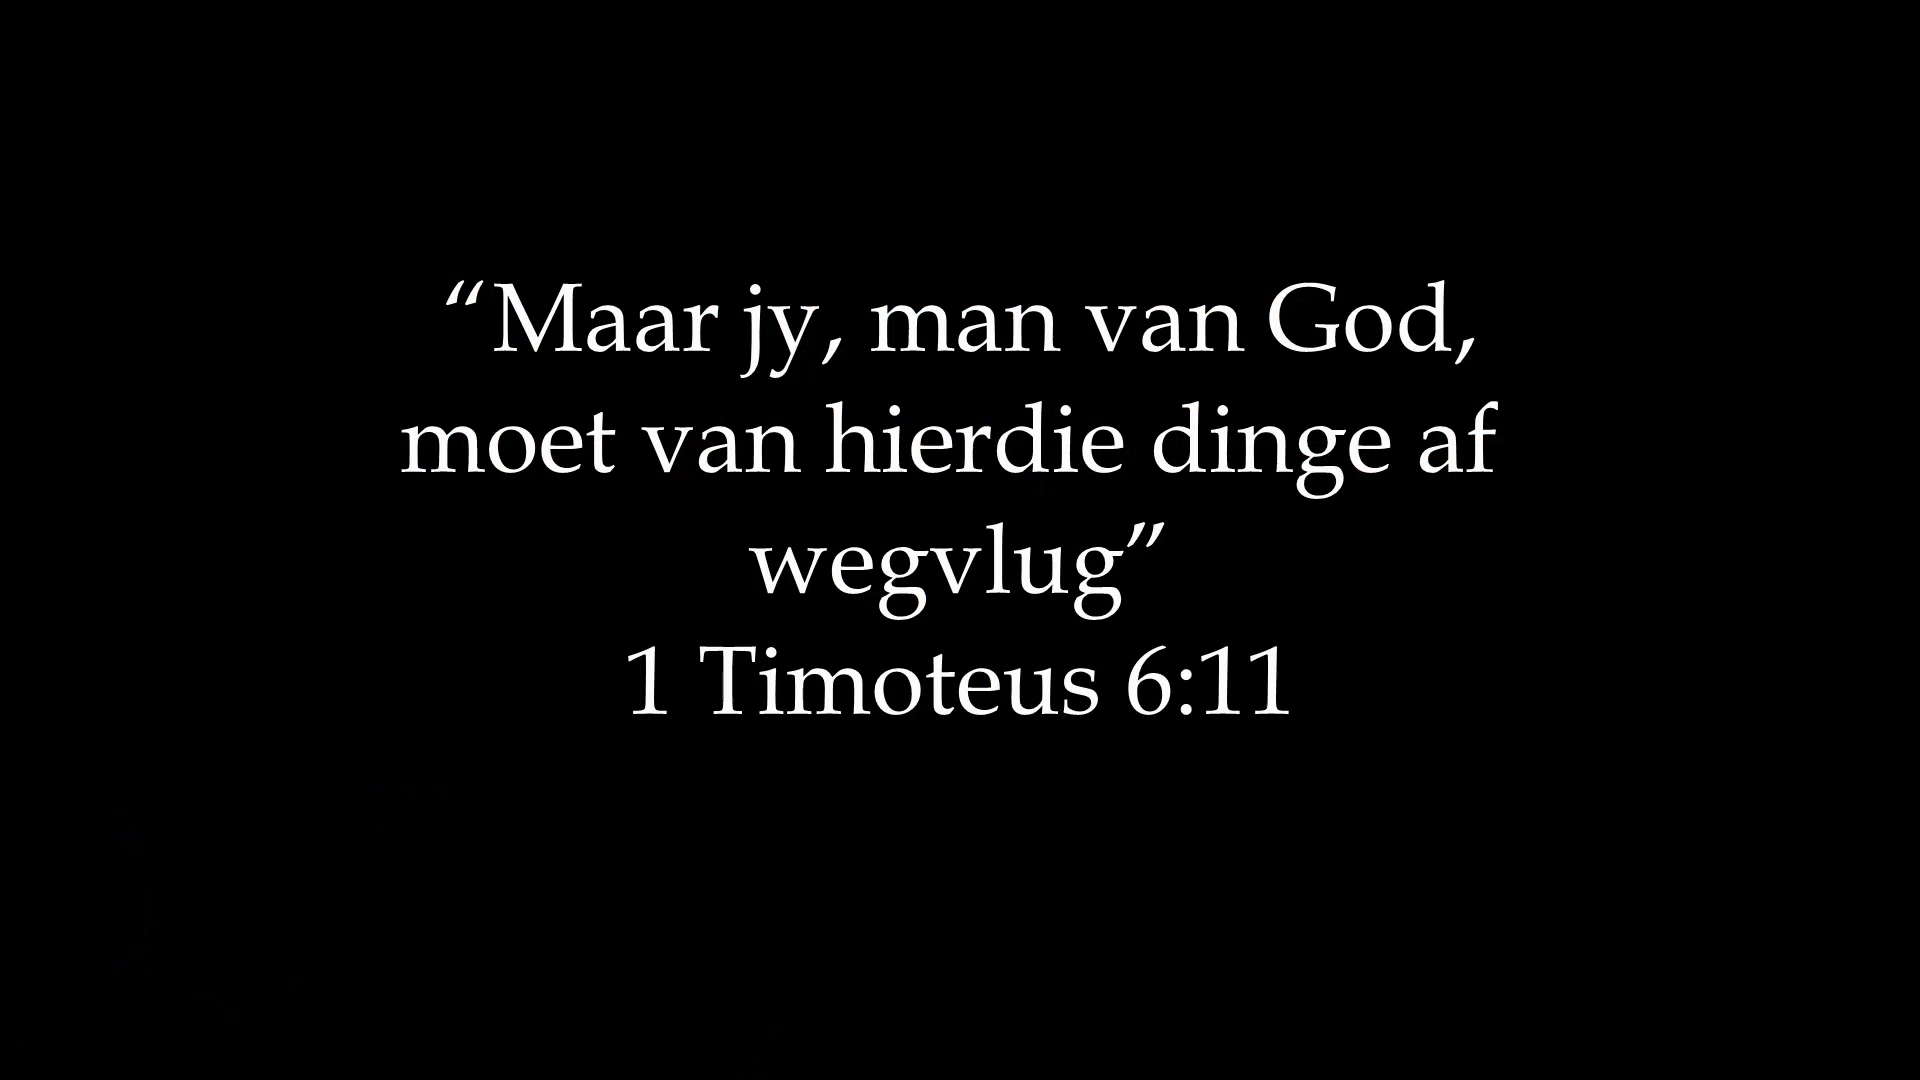 “Maar jy, man van God,
moet van hierdie dinge af
wegvlug”
1 Timoteus 6:11